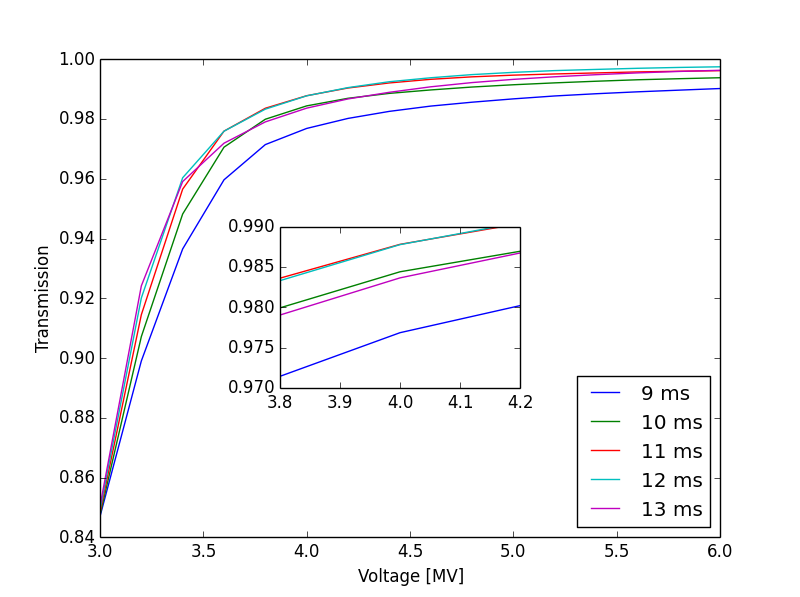 1.00
0.98
0.96
0.94
0.92
0.90
0.88
0.86
0.84
Transmission
3.0 3.5 4.0 4.5 5.0 5.5 6.0
Voltage [MV]
0.990
0.985
0.980
0.975
0.970
3.8 3.9 4.0 4.1 4.2
9 ms
10 ms
11 ms
12 ms
13 ms